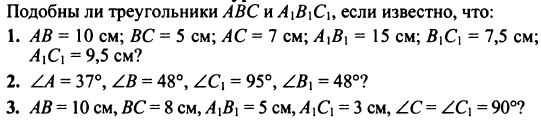 Подобны ли треугольники ABC и A₁B₁C₁, если известно, что:
1. AB = 10 см; BC = 5 см; AC = 7 см; A₁B₁ = 15 см; B₁C₁ = 7,5 см;
A₁C₁ = 9,5 см?
2. ∠A = 37°, ∠B = 48°, ∠C₁ = 95°, ∠B₁ = 48°?
3. AB = 10 см, BC = 8 см, A₁B₁ = 5 см, A₁C₁ = 3 см, ∠C = ∠C₁ = 90°?